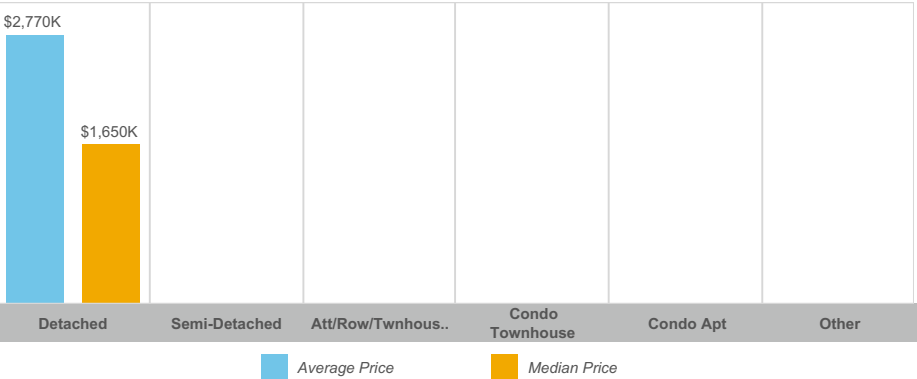 $2,770K
$1,650K
Detached
Semi-Detached
Att/Row/Twnhous..
Condo
Townhouse
Condo Apt
Other
Average Price
Median Price